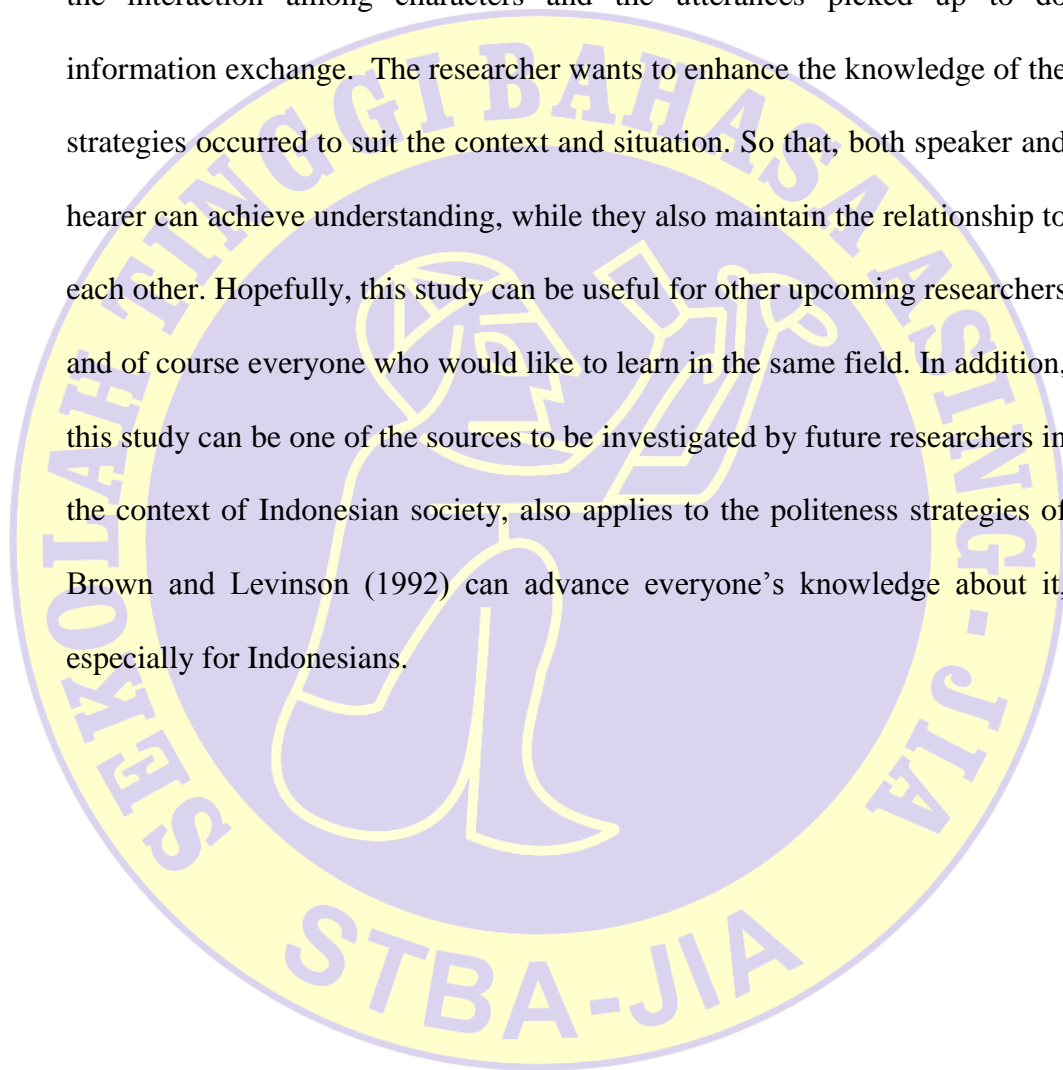 the interaction among characters and the utterances picked up to do
information exchange. The researcher wants to enhance the knowledge of the
strategies occurred to suit the context and situation. So that, both speaker and
hearer can achieve understanding, while they also maintain the relationship to
each other. Hopefully, this study can be useful for other upcoming researchers
and of course everyone who would like to learn in the same field. In addition,
this study can be one of the sources to be investigated by future researchers in
the context of Indonesian society, also applies to the politeness strategies of
Brown and Levinson (1992) can advance everyone's knowledge about it,
especially for Indonesians.
SEKOLAH TINGGI BAHASA ASING - JIA
STBA-JIA